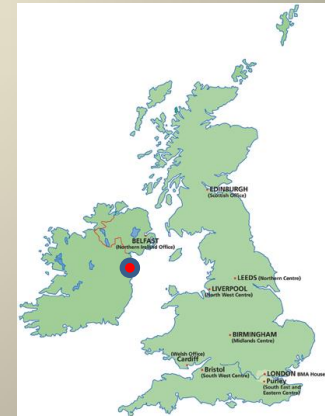 EDINBURGH
(Scottish Office)
BELFAST
(Northern Ireland Office)
LEEDS (Northern Centre)
LIVERPOOL
(North West Centre)
BIRMINGHAM
(Midlands Centre)
(Welsh Office)
Cardiff
Bristol
(South West Centre)
LONDON BMA House
Purley
(South East and
Eastern Centre)